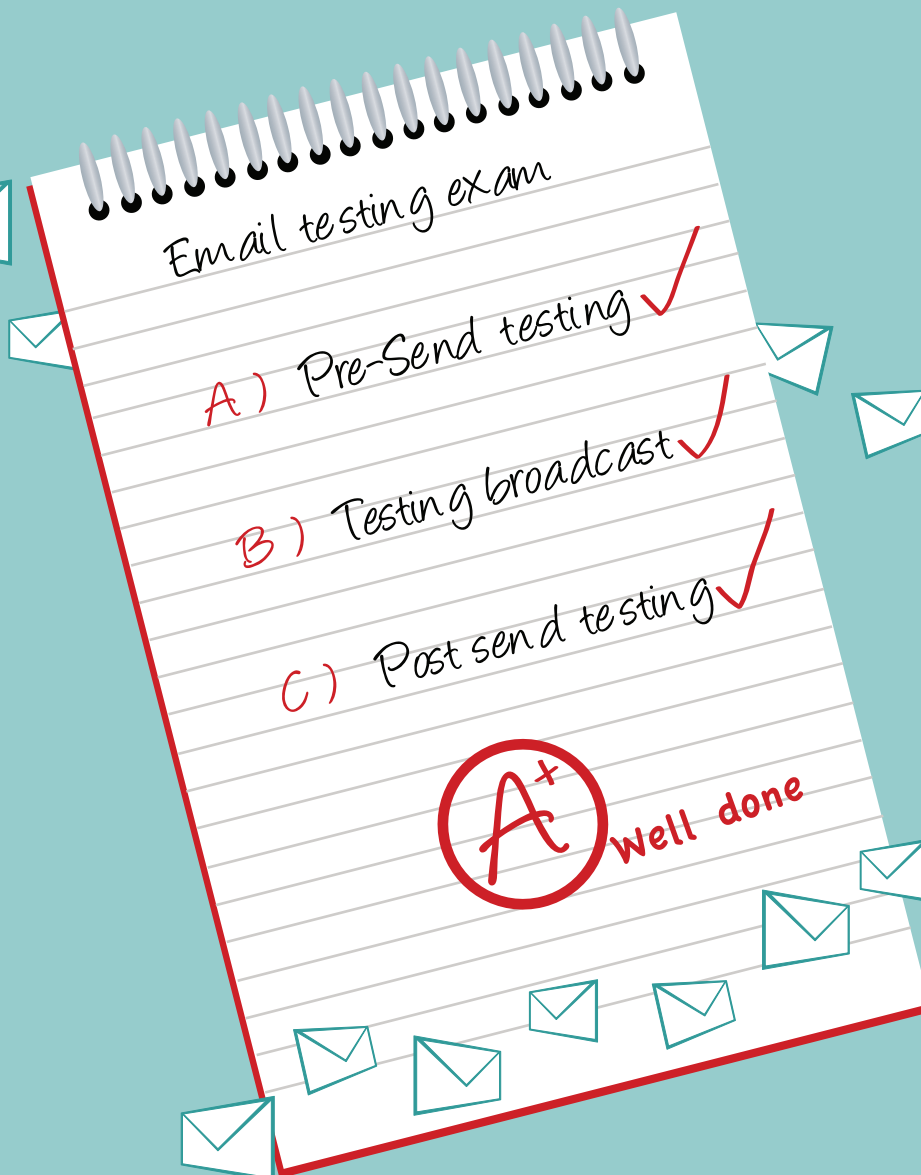 Email testing exam
A) Pre-Send testing
B) Testing broadcast
C) Post send testing
A+ Well done